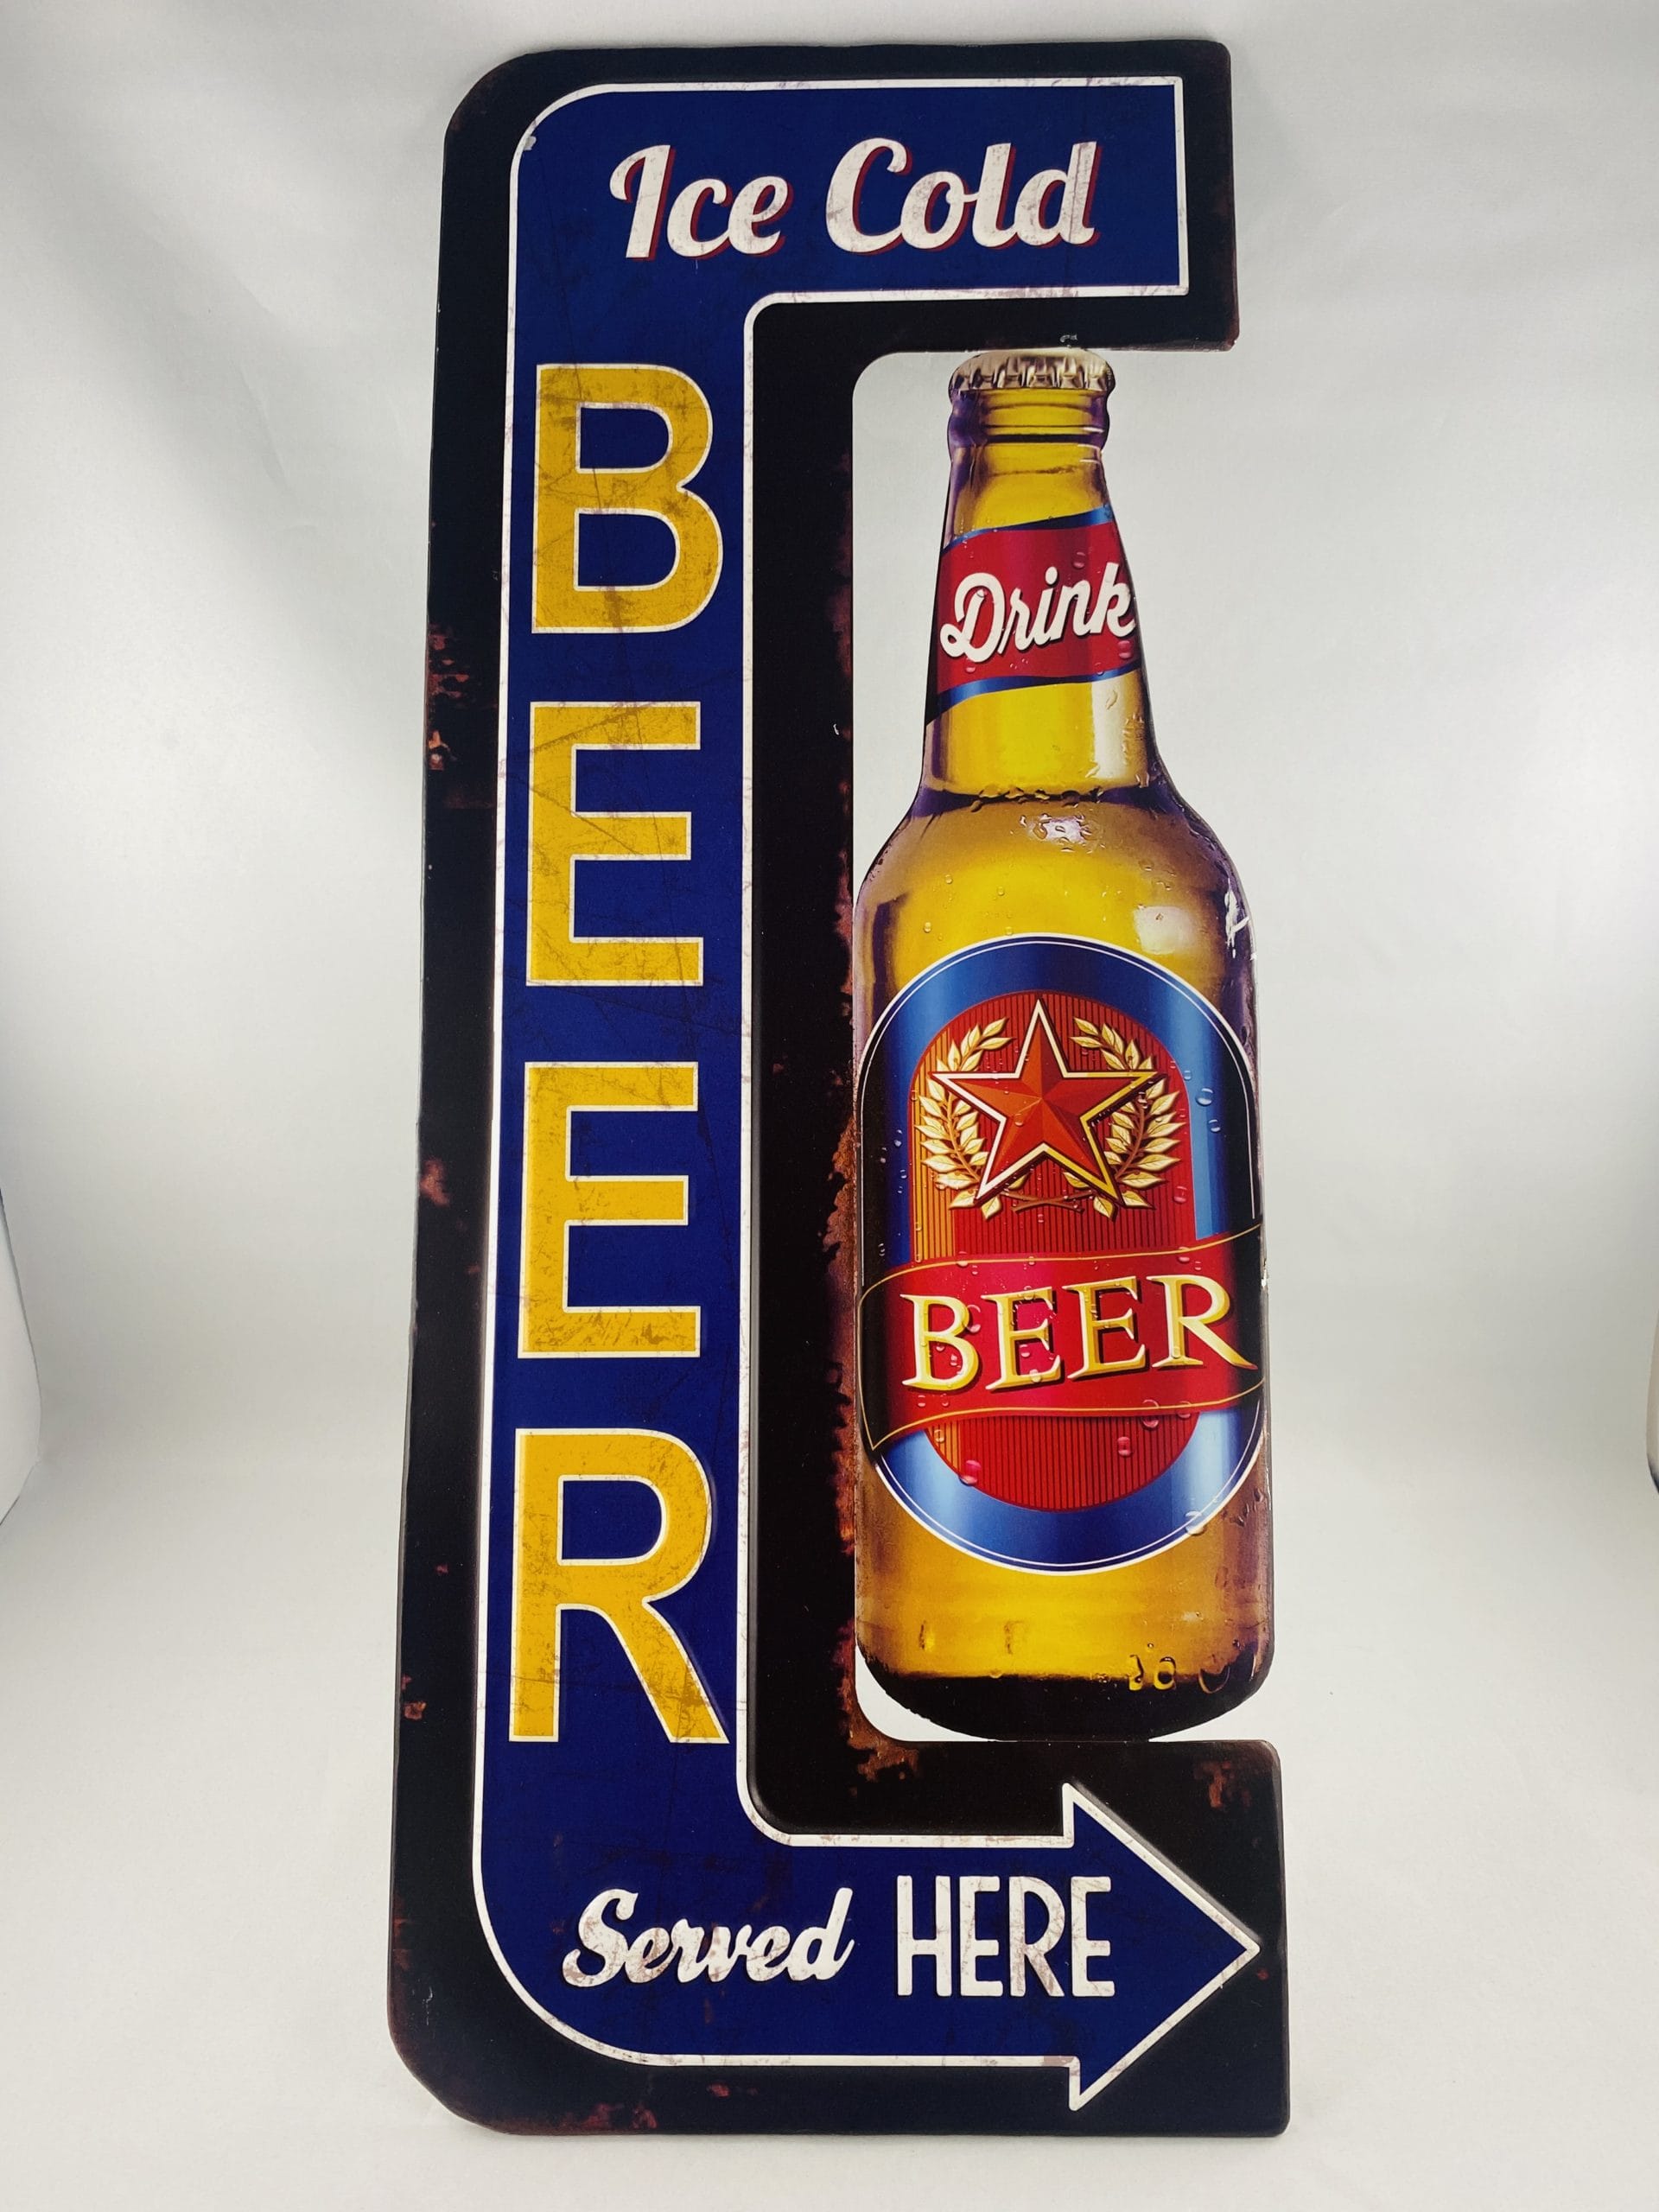 Ice Cold
BEER
Served HERE
Drink
BEER